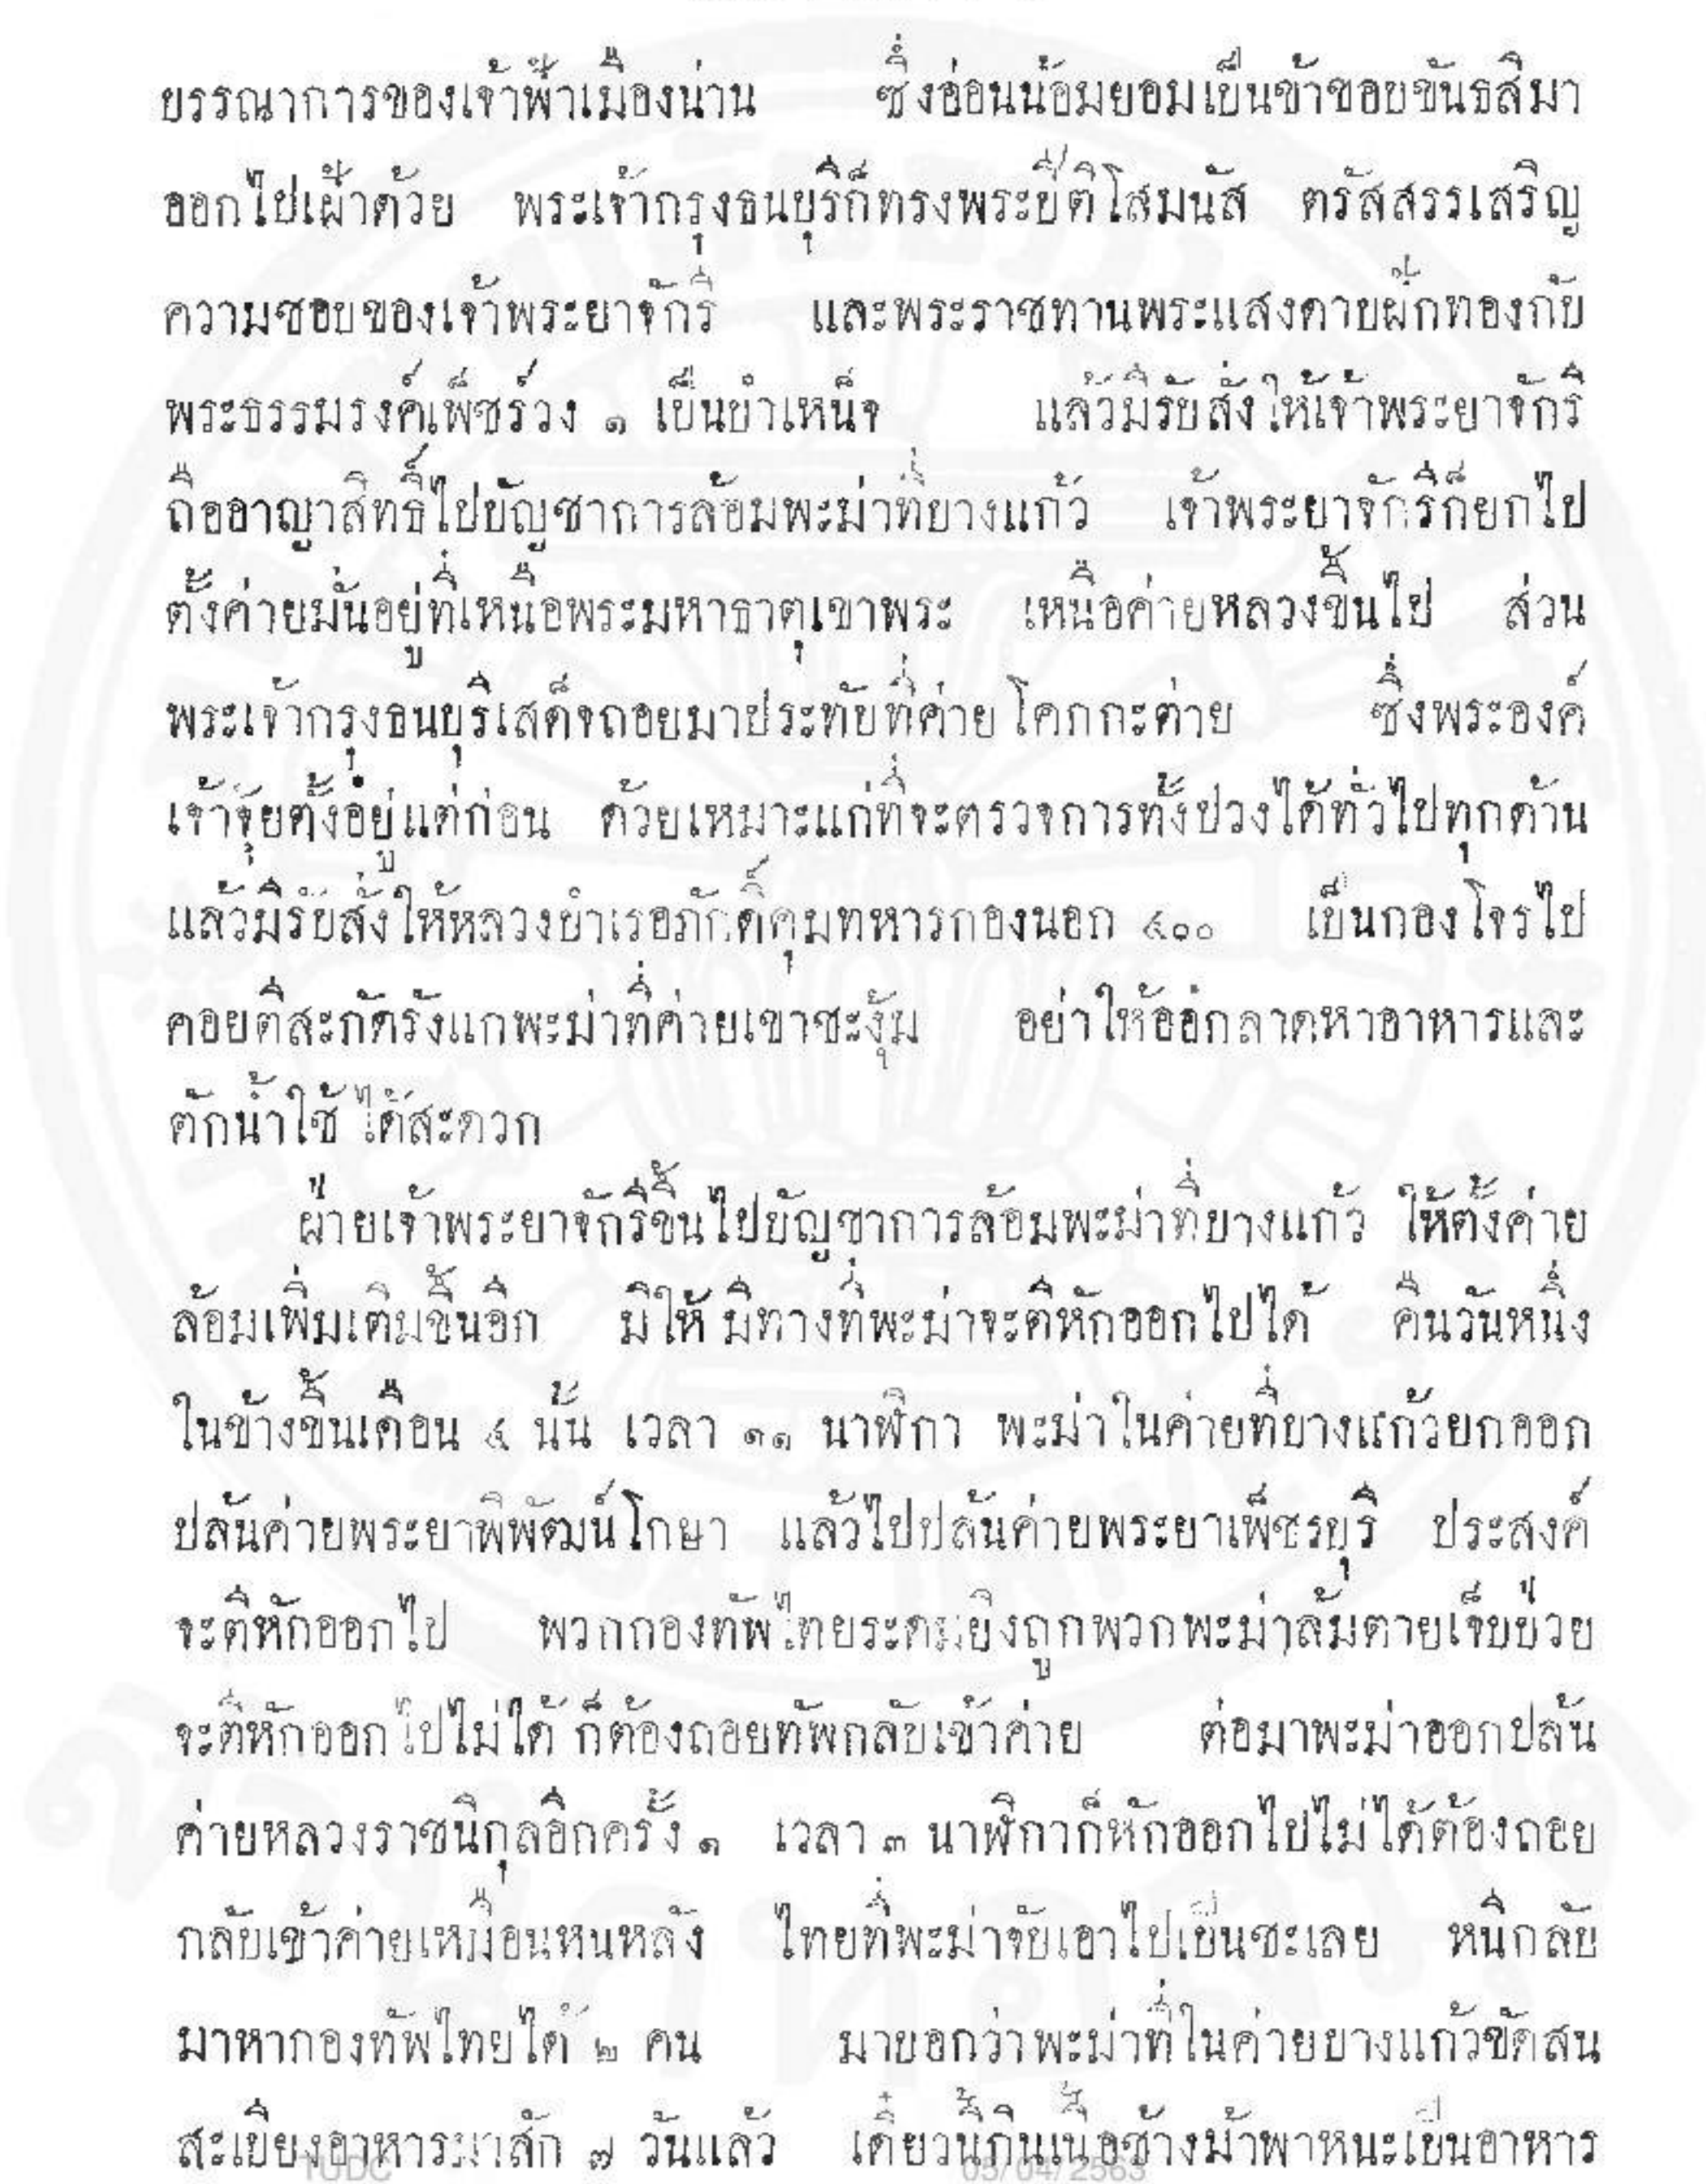 บรรณาการของเจ้าฟ้าเมืองน่าน ซึ่งอ่อนน้อมยอมเป็นข้าขอบขันธสีมา
ออกไปเฝ้าด้วย พระเจ้ากรุงธนบุรีก็ทรงพระปีติโสมนัส ตรัสสรรเสริญ
ความชอบของเจ้าพระยาจักรี และพระราชทานพระแสงดาบฝักทองกับ
พระธรรมรงค์เพ็ชร์วง ๑ เป็นบำเหน็จ แล้วมีรับสั่งให้เจ้าพระยาจักรี
ถืออาญาสิทธิ์ไปบัญชาการล้อมพะม่าที่บางแก้ว เจ้าพระยาจักรีก็ยกไป
ตั้งค่ายมั่นอยู่ที่เหนือพระมหาธาตุเขาพระ เหนือค่ายหลวงขึ้นไป ส่วน
พระเจ้ากรุงธนบุรีเสด็จถอยมาประทับที่ค่ายโคกกะต่าย ซึ่งพระองค์
เจ้าจุ้ยตั้งอยู่แต่ก่อน ด้วยเหมาะแก่ที่จะตรวจการทั้งปวงได้ทั่วไปทุกด้าน
แล้วมีรับสั่งให้หลวงบำเรอภักดิ์คุมทหารกองนอก ๔๐๐ เป็นกองโจรไป
คอยตีสะกัดรังแกพะม่าที่ค่ายเขาชะงุ้ม อย่าให้ออกลาดหาอาหารและ
ตักน้ำใช้ได้สะดวก
ฝ่ายเจ้าพระยาจักรีขึ้นไปบัญชาการล้อมพะม่าที่บางแก้ว ให้ตั้งค่าย
ล้อมเพิ่มเติมขึ้นอีก มิให้มีทางที่พะม่าจะตีหักออกไปได้ คืนวันหนึ่ง
ในข้างขึ้นเดือน ๔ นั้น เวลา ๑๑ นาฬิกา พะม่าในค่ายที่บางแก้วยกออก
ปล้นค่ายพระยาพิพัฒน์โกษา แล้วไปปล้นค่ายพระยาเพ็ชรบุรี ประสงค์
จะตีหักออกไป พวกกองทัพไทยระดมยิงถูกพวกพะม่าล้มตายเจ็บป่วย
จะตีหักออกไปไม่ได้ ก็ต้องถอยทัพกลับเข้าค่าย ต่อมาพะม่าออกปล้น
ค่ายหลวงราชนิกุลอีกครั้ง ๑ เวลา ๓ นาฬิกาก็หักออกไปไม่ได้ต้องถอย
กลับเข้าค่ายเหมือนหนหลัง ไทยที่พะม่าจับเอาไปเป็นชะเลย หนีกลับ
มาหากองทัพไทยได้ ๒ คน มาบอกว่าพะม่าที่ในค่ายบางแก้วขัดสน
สะเบียงอาหารมาสัก ๗ วันแล้ว เดี๋ยวนี้กินเนื้อช้างม้าพาหนะเป็นอาหาร
TUDC 05/04/2563